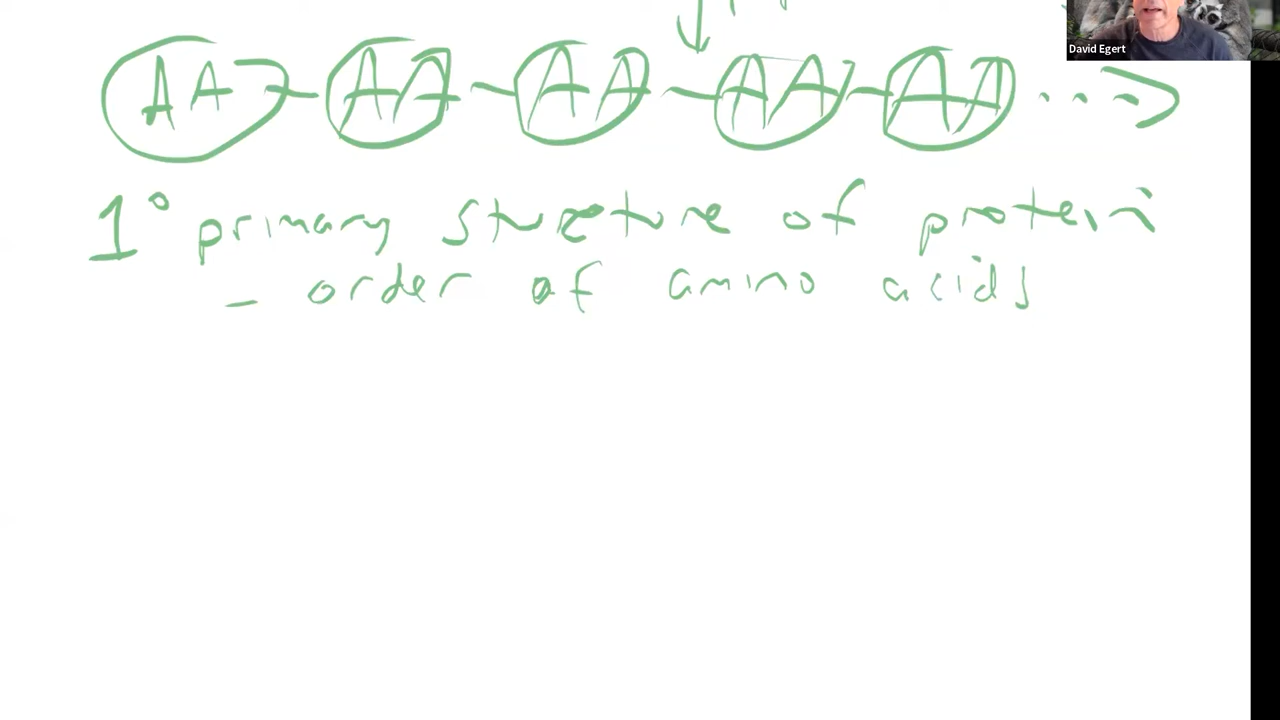 David Egert
AA - AA - AA - AA - AA ... →
1° primary structure of protein
- order of amino acids